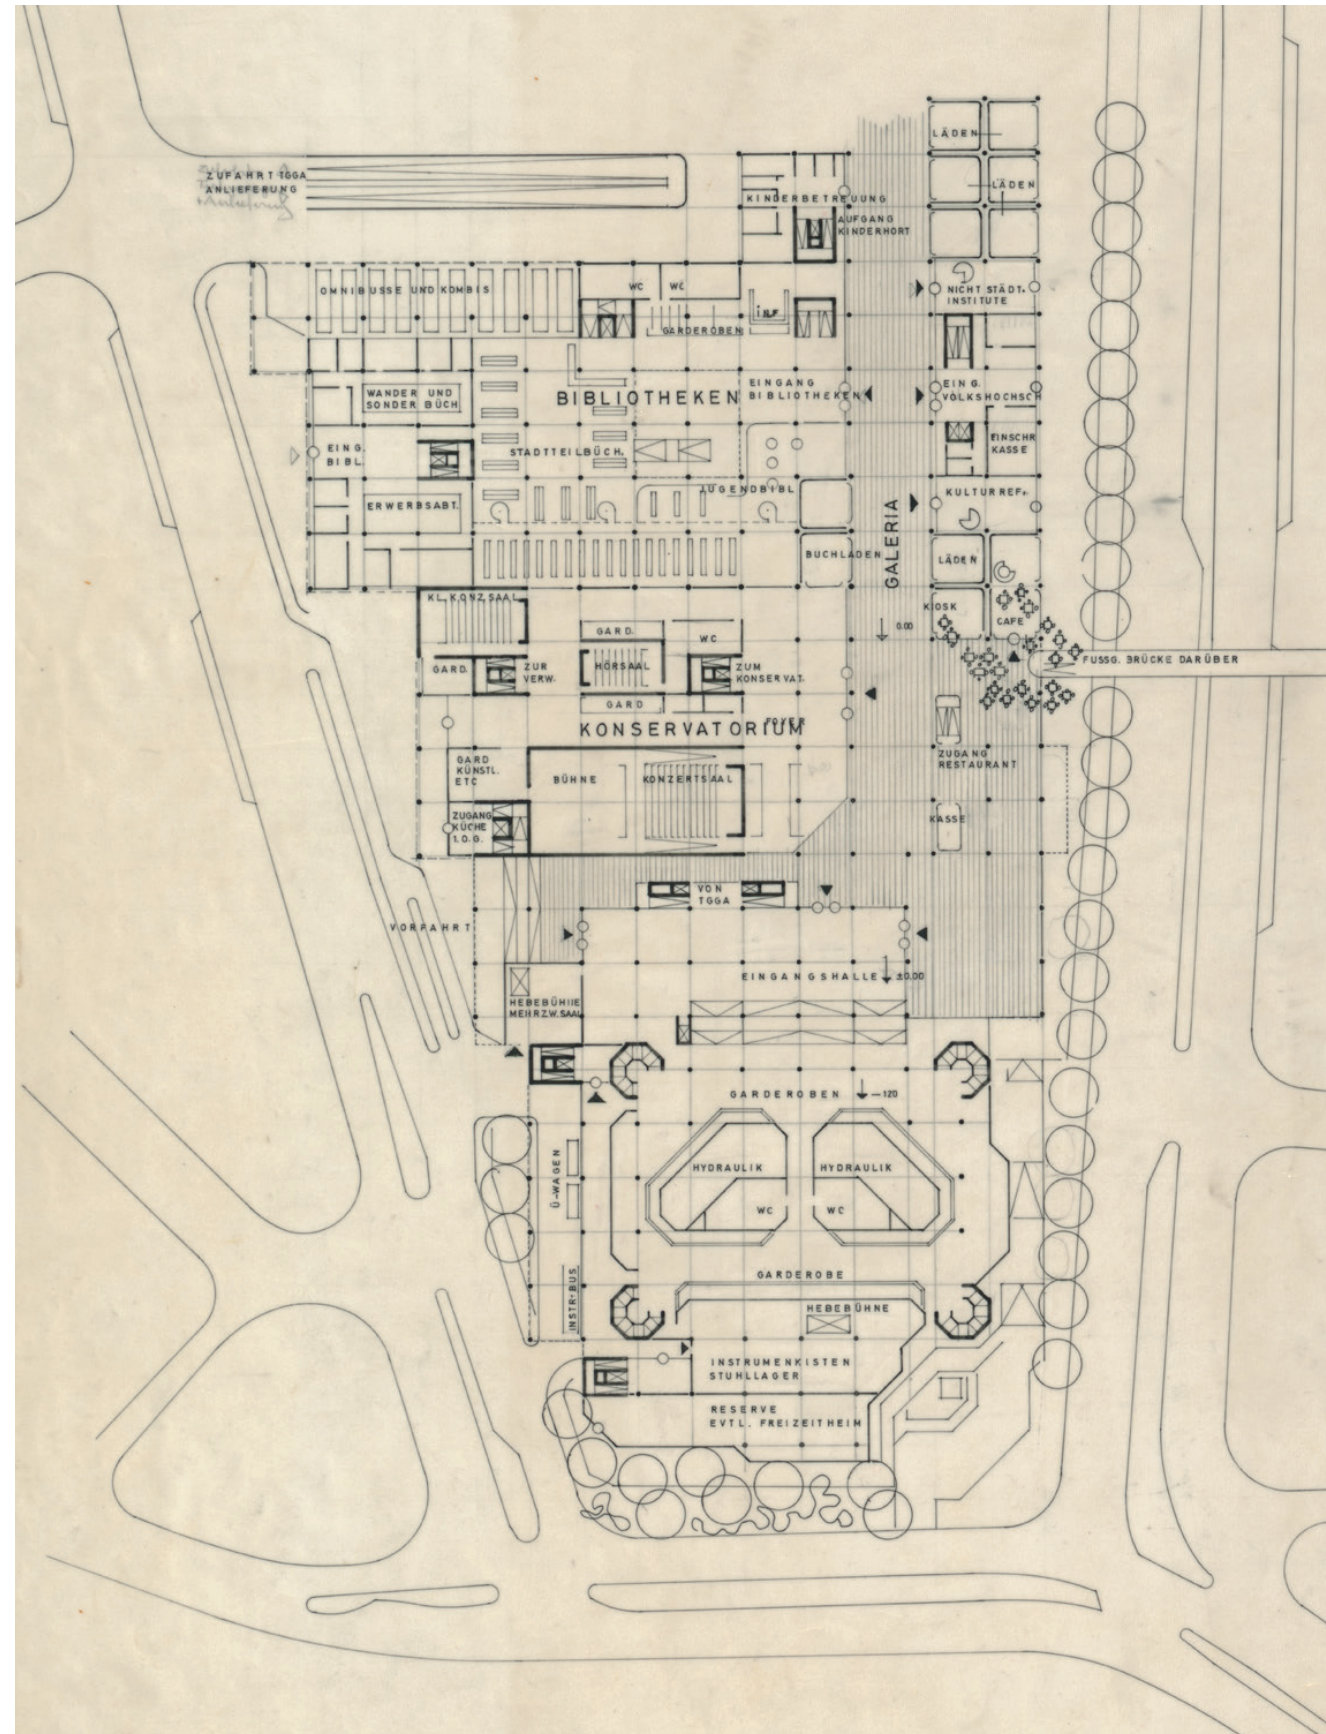 LÄDEN
ZUFAHRT TGGA
ANLIEFERUNG
LÄDEN
KINDERBETREUUNG
AUFGANG
KINDERHORT
OMNIBUSSE UND KOMBIS
WC
WC
NICHT STÄDT.
INSTITUTE
INF
GARDEROBEN
WANDER UND
SONDER BÜCH.
BIBLIOTHEKEN
EINGANG
BIBLIOTHEKEN
EING.
VOLKSHOCHSCH
EING.
BIBL.
STADTTEILBÜCH.
EINSCHR
KASSE
JUGENDBIBL
KULTURREF.
ERWERBSABT.
GALERIA
BUCHLADEN
LÄDEN
KL. KONZ.SAAL
KIOSK
CAFE
GARD.
WC
0.00
GARD.
ZUR
VERW.
HÖRSAAL
ZUM
KONSERVAT.
FUSSG. BRÜCKE DARÜBER
GARD
KONSERVATORIUM
FOYER
GARD
KÜNSTL.
ETC
BÜHNE
KONZERTSAAL
ZUGANG
RESTAURANT
ZUGANG
KÜCHE
1.O.G.
KASSE
VON
TGGA
VORFAHRT
EINGANGSHALLE
±0.00
HEBEBÜHNE
MEHRZW.SAAL
GARDEROBEN
-120
HYDRAULIK
HYDRAULIK
Ü-WAGEN
WC
WC
INSTR.BUS
GARDEROBE
HEBEBÜHNE
INSTRUMENKISTEN
STUHLLAGER
RESERVE
EVTL. FREIZEITHEIM